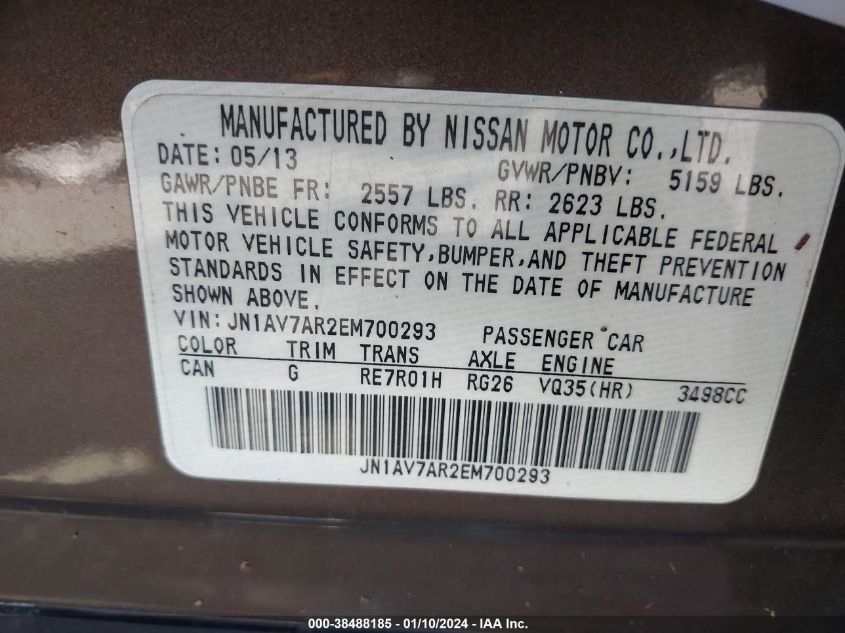 MANUFACTURED BY NISSAN MOTOR CO.,LTD.
DATE: 05/13 GVWR/PNBV: 5159 LBS.
GAWR/PNBE FR: 2557 LBS. RR: 2623 LBS.
THIS VEHICLE CONFORMS TO ALL APPLICABLE FEDERAL
MOTOR VEHICLE SAFETY,BUMPER,AND THEFT PREVENTION
STANDARDS IN EFFECT ON THE DATE OF MANUFACTURE
SHOWN ABOVE.
VIN: JN1AV7AR2EM700293 PASSENGER CAR
COLOR TRIM TRANS AXLE ENGINE
CAN G RE7R01H RG26 VQ35(HR) 3498CC
JN1AV7AR2EM700293
000-38488185 - 01/10/2024 - IAA Inc.